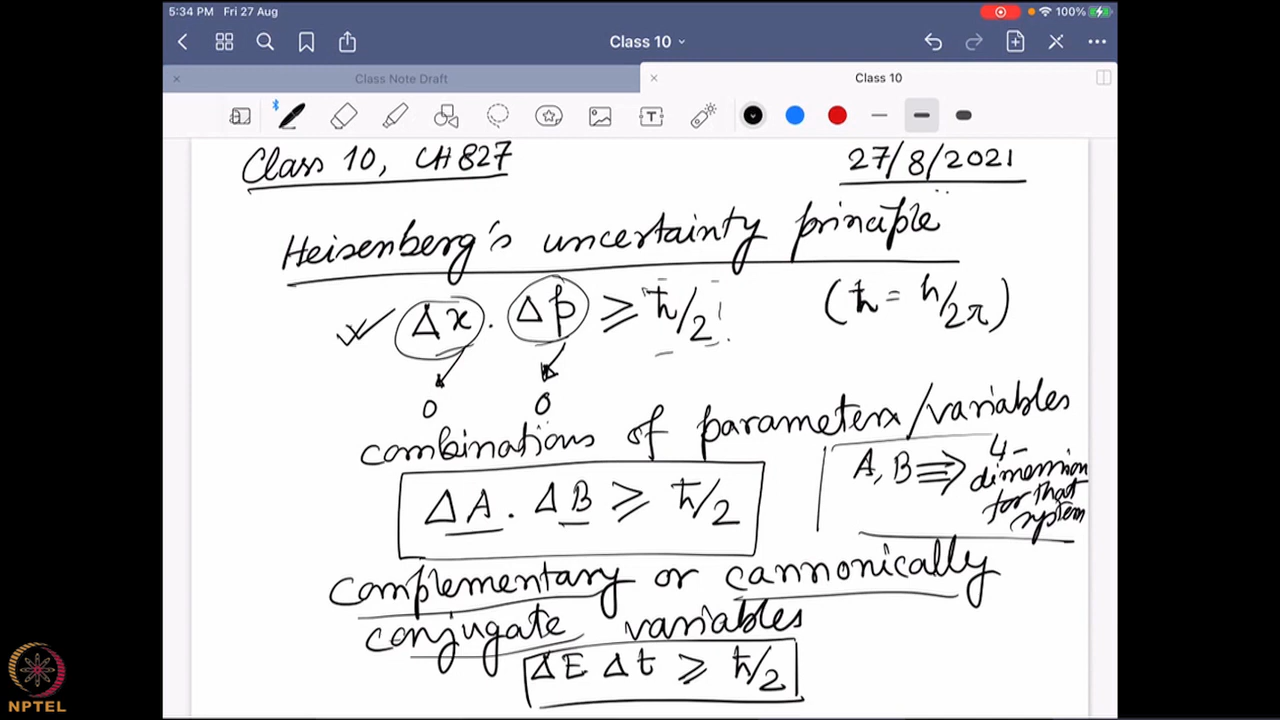 5:34 PM Fri 27 Aug
100%
Class 10
Class Note Draft
Class 10
Class 10, CH 827
27/8/2021
Heisenberg's uncertainty principle
Δx . Δp ≥ ħ/2
(ħ = h/2π)
0 0
combinations of parameters/variables
ΔA . ΔB ≥ ħ/2
A, B ⇛ 4-
dimension
for that
system
complementary or cannonically
conjugate variables
ΔE Δt ≥ ħ/2
NPTEL